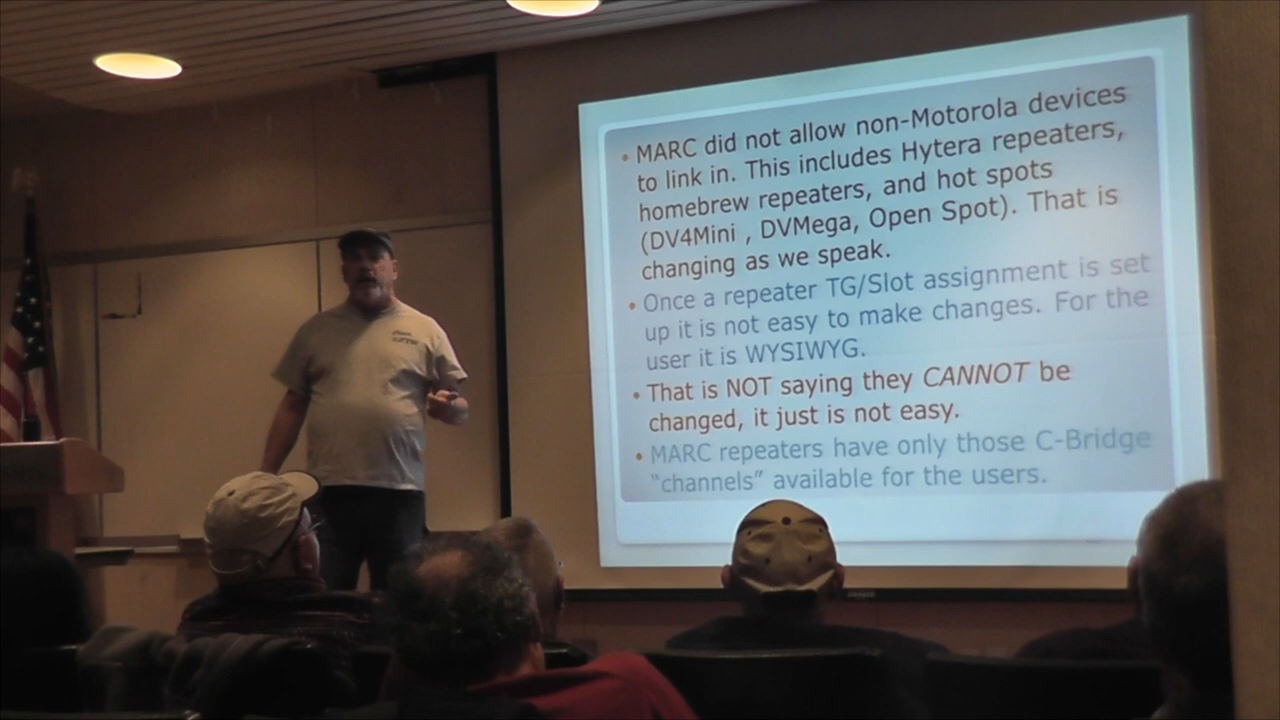 • MARC did not allow non-Motorola devices
to link in. This includes Hytera repeaters,
homebrew repeaters, and hot spots
(DV4Mini , DVMega, Open Spot). That is
changing as we speak.
• Once a repeater TG/Slot assignment is set
up it is not easy to make changes. For the
user it is WYSIWYG.
• That is NOT saying they CANNOT be
changed, it just is not easy.
• MARC repeaters have only those C-Bridge
“channels” available for the users.